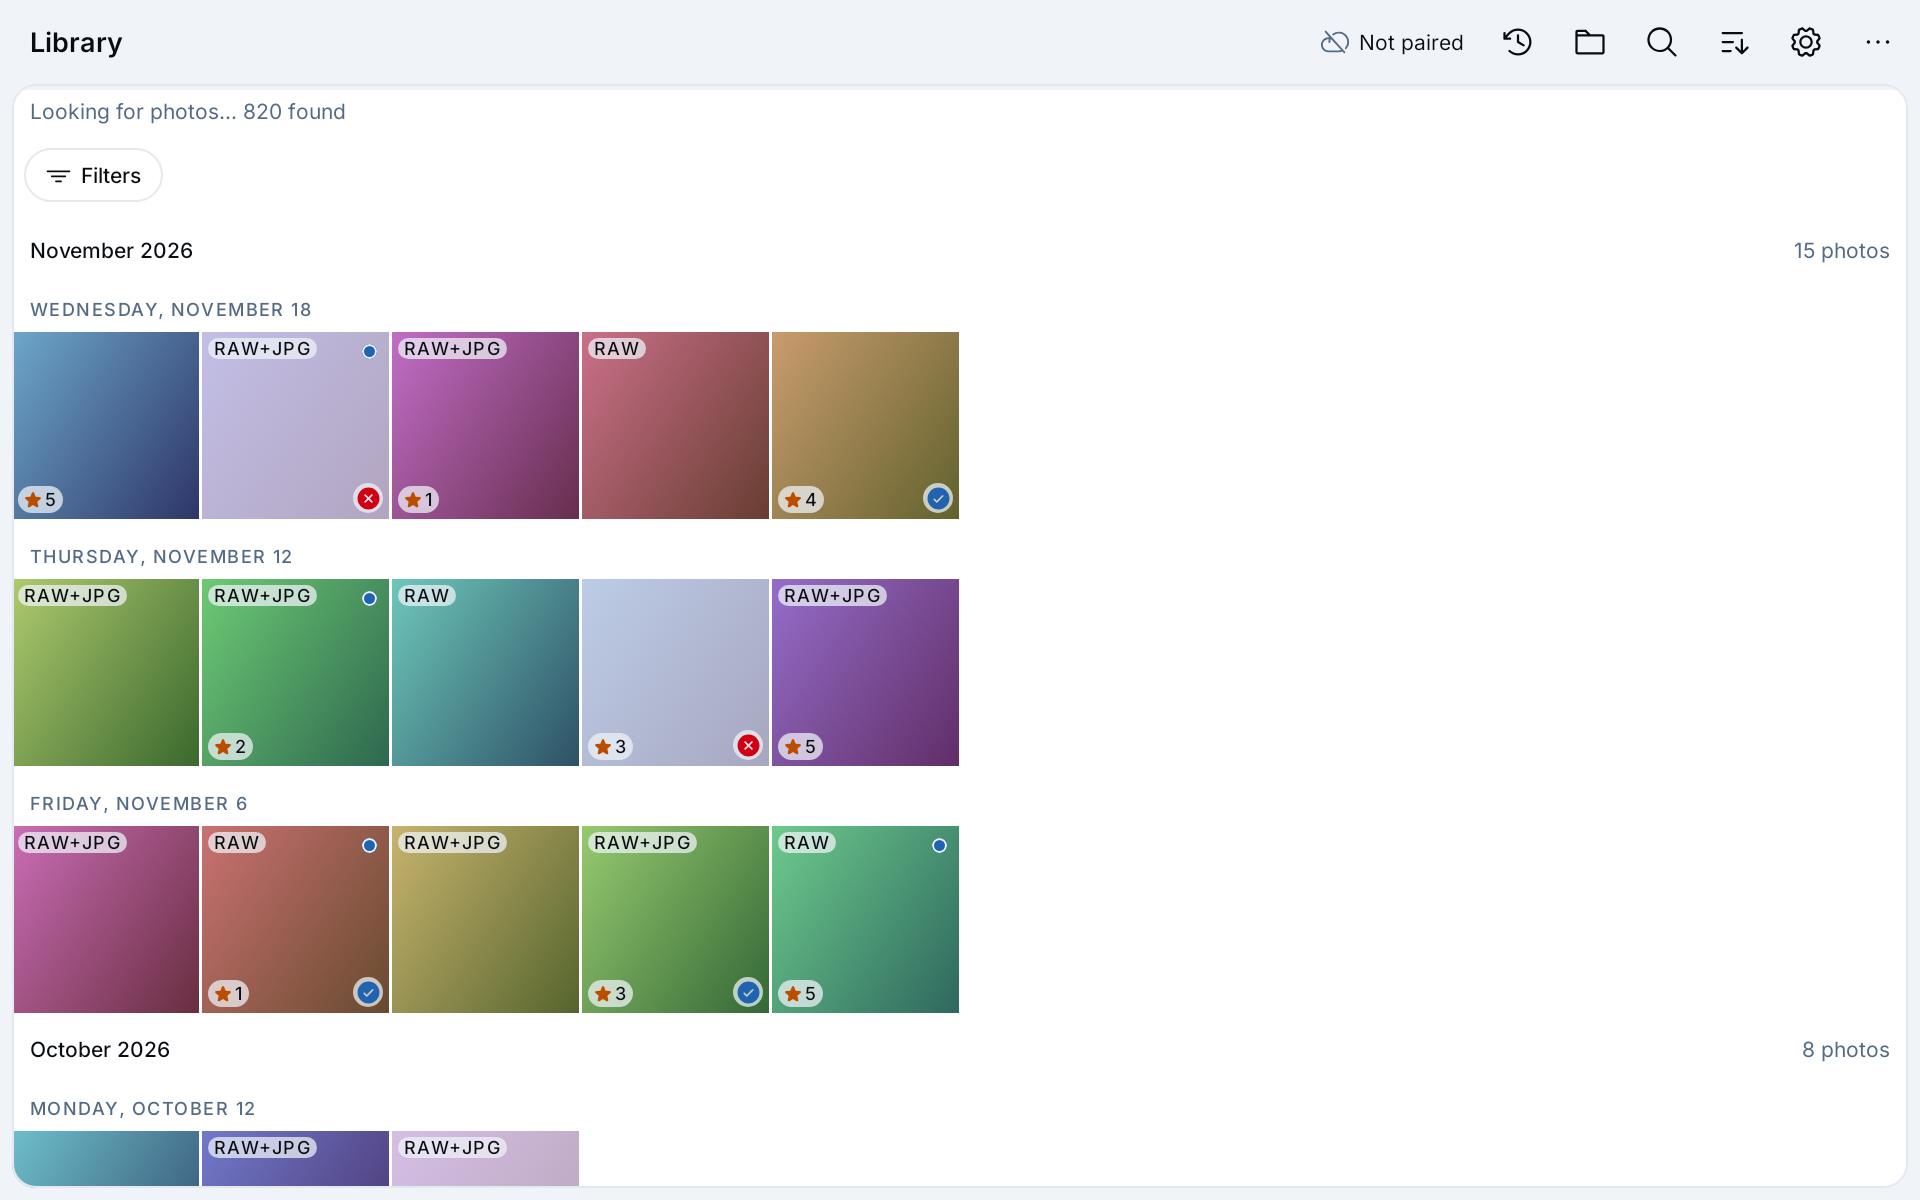 Library
Not paired
Looking for photos... 820 found
Filters
November 2026
15 photos
WEDNESDAY, NOVEMBER 18
RAW+JPG
RAW+JPG
RAW
5
1
4
THURSDAY, NOVEMBER 12
RAW+JPG
RAW+JPG
RAW
RAW+JPG
2
3
5
FRIDAY, NOVEMBER 6
RAW+JPG
RAW
RAW+JPG
RAW+JPG
RAW
1
3
5
October 2026
8 photos
MONDAY, OCTOBER 12
RAW+JPG
RAW+JPG